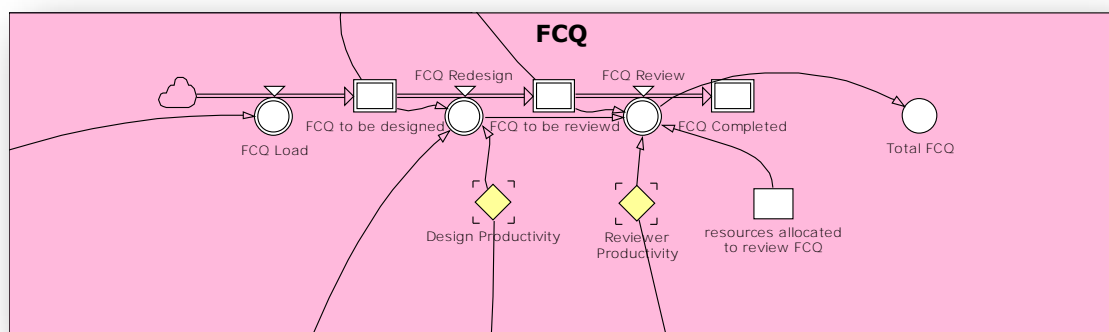 FCQ
FCQ Redesign
FCQ Review
FCQ to be designed
FCQ to be reviewd
FCQ Completed
FCQ Load
Total FCQ
Design Productivity
Reviewer
Productivity
resources allocated
to review FCQ